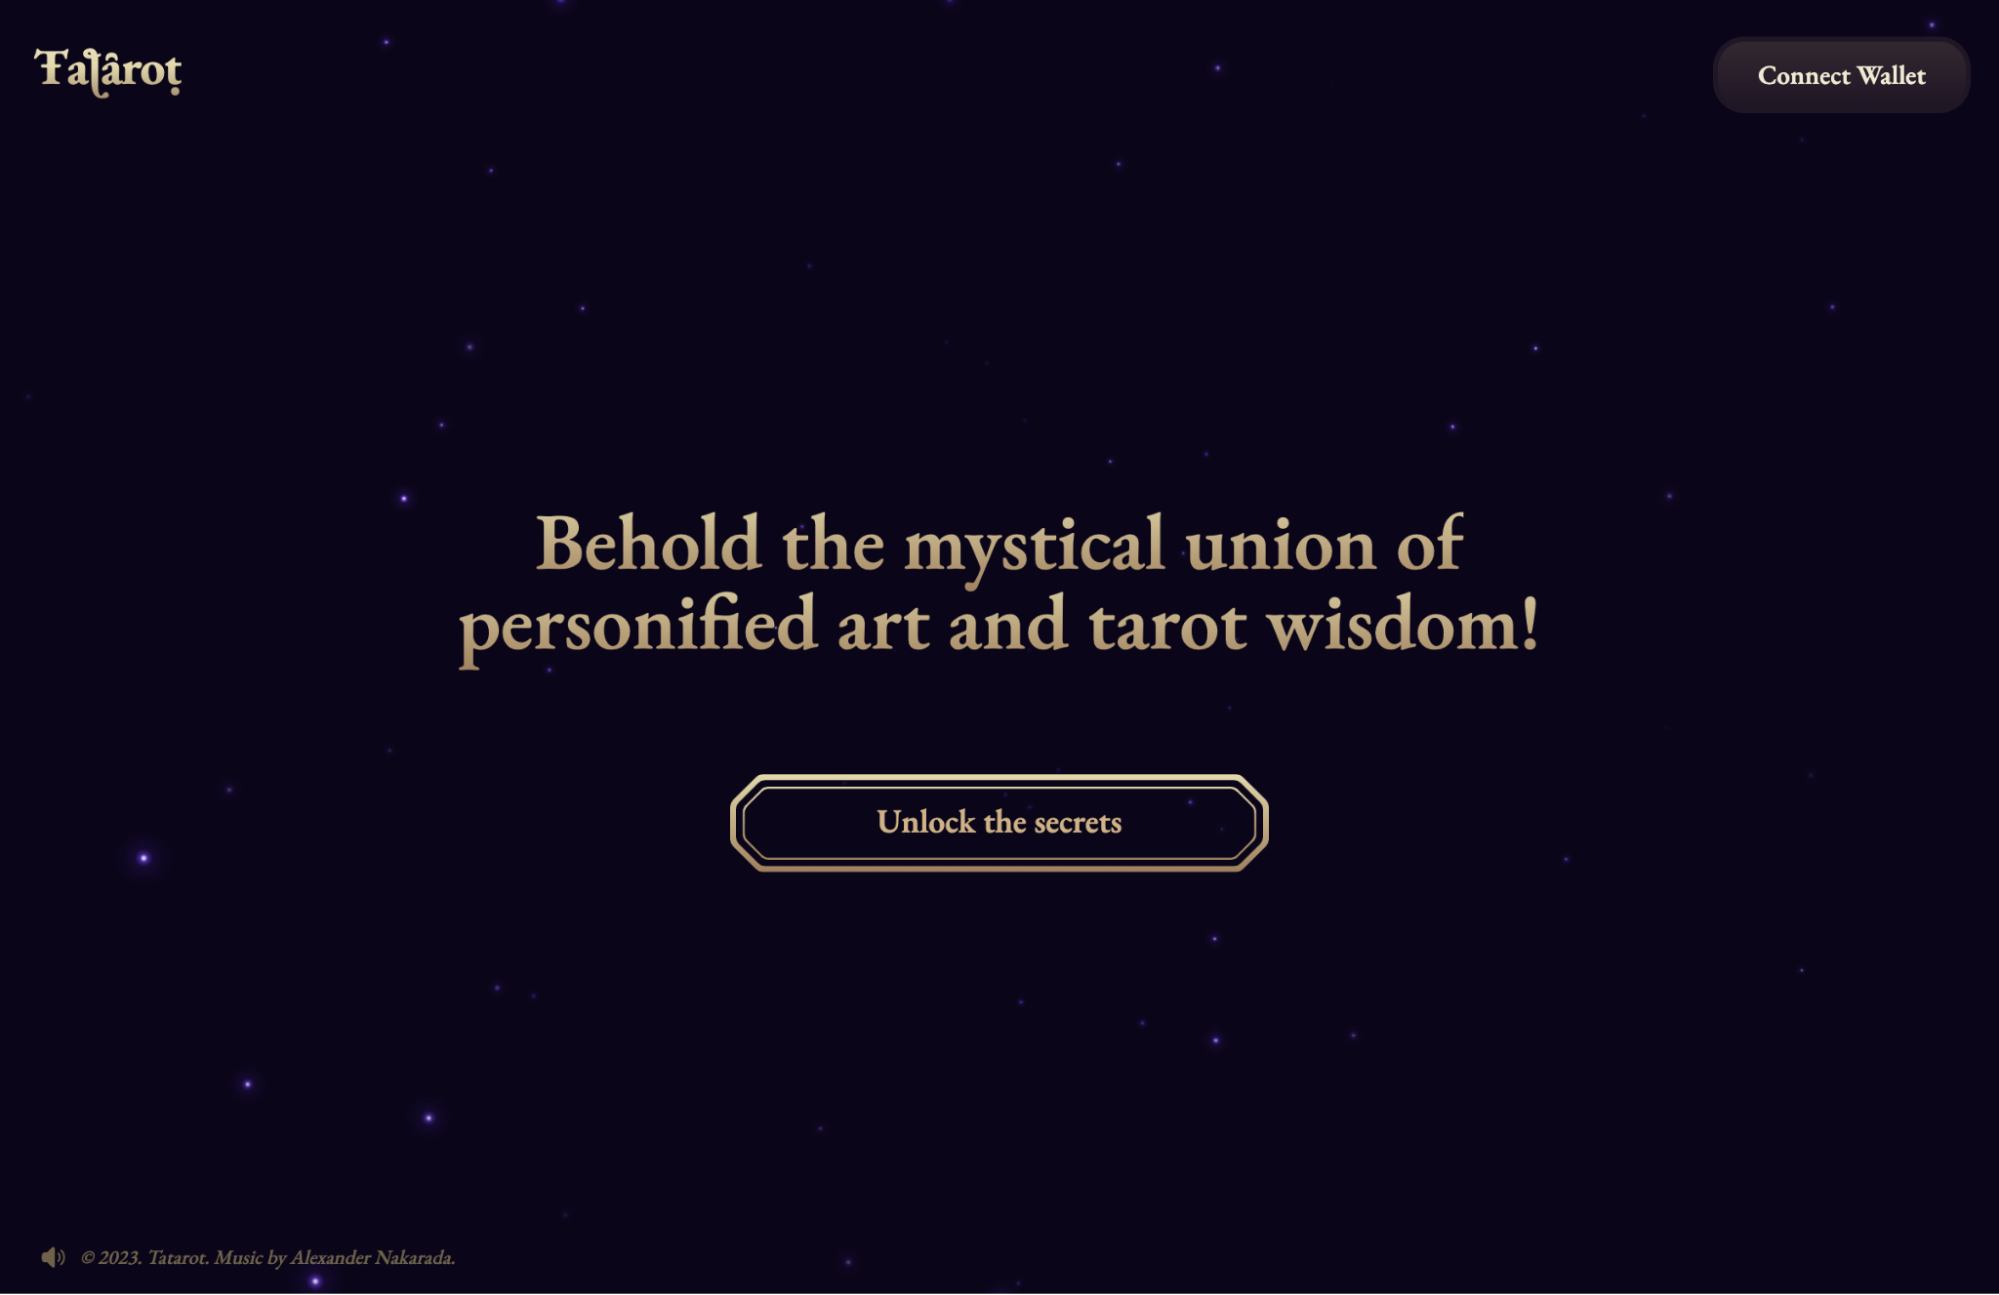 Tatârot
Connect Wallet
Behold the mystical union of
personified art and tarot wisdom!
Unlock the secrets
© 2023. Tatarot. Music by Alexander Nakarada.